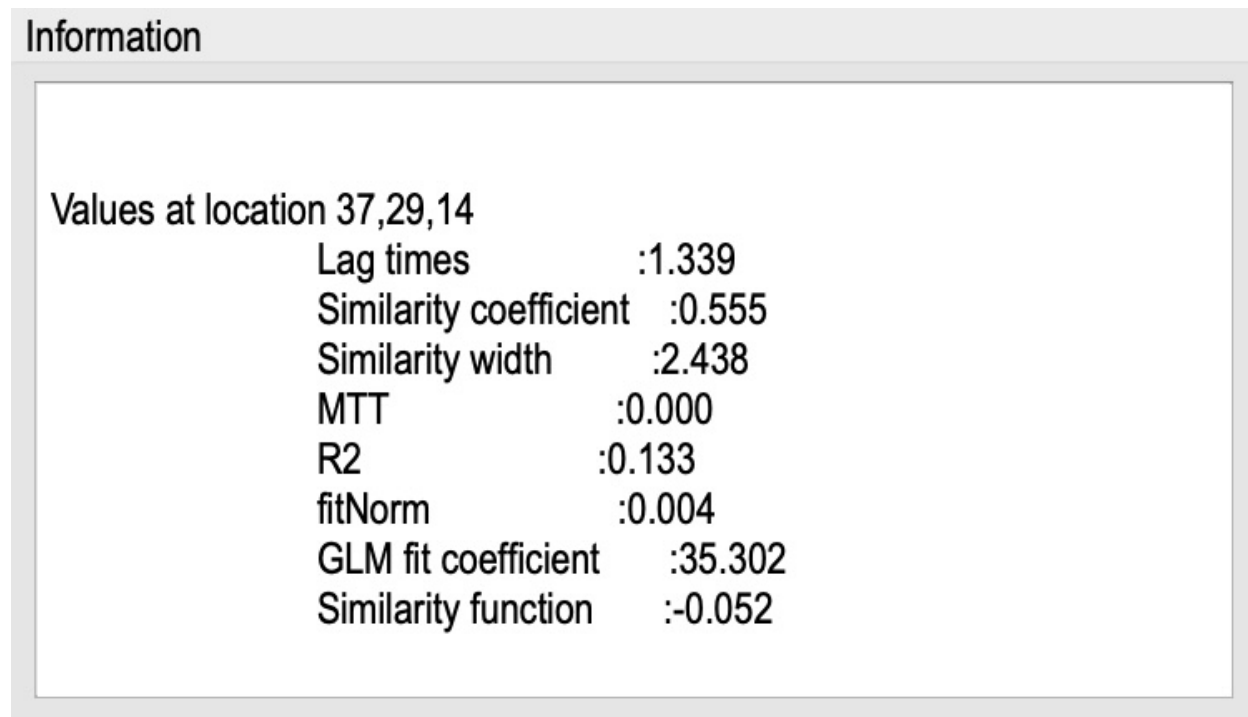 Information
Values at location 37,29,14
Lag times :1.339
Similarity coefficient :0.555
Similarity width :2.438
MTT :0.000
R2 :0.133
fitNorm :0.004
GLM fit coefficient :35.302
Similarity function :-0.052